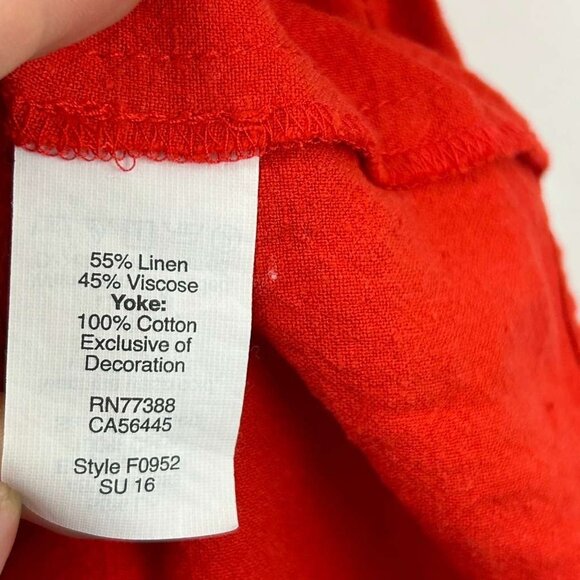 55% Linen
45% Viscose
Yoke:
100% Cotton
Exclusive of
Decoration
RN77388
CA56445
Style F0952
SU 16